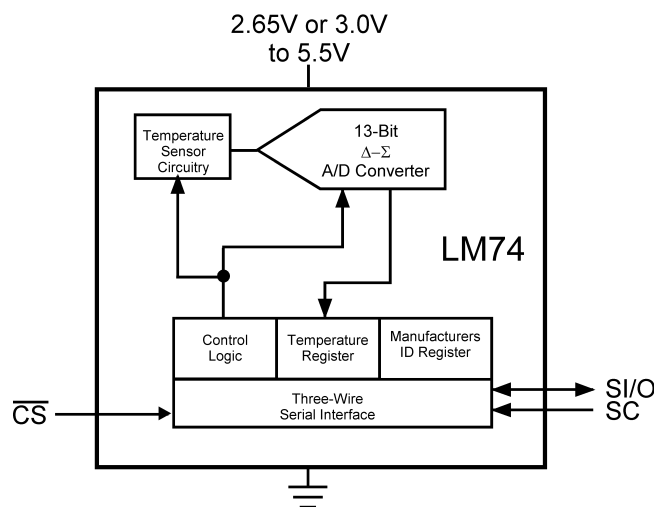 2.65V or 3.0V
to 5.5V
Temperature
Sensor
Circuitry
13-Bit
Δ–Σ
A/D Converter
LM74
Control
Logic
Temperature
Register
Manufacturers
ID Register
Three-Wire
Serial Interface
CS
SI/O
SC